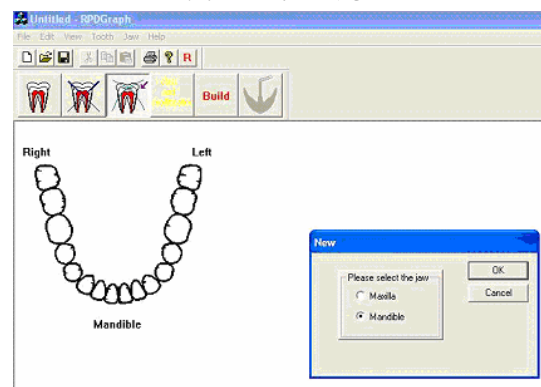 Untitled - RPDGraph
File Edit View Tooth Jaw Help
R
Build
Right Left
Mandible
New
Please select the jaw
Maxilla
Mandible
OK
Cancel